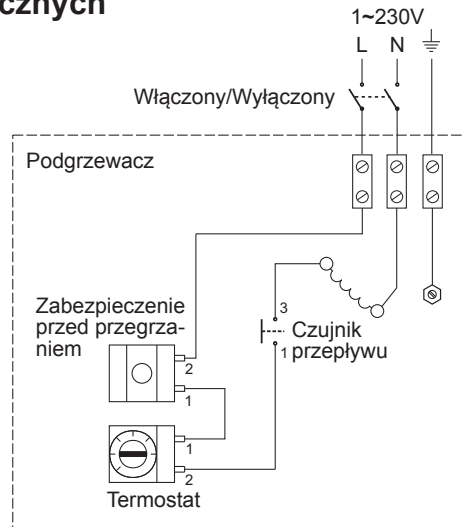 cznych
1~230V
L N
Włączony/Wyłączony
Podgrzewacz
Zabezpieczenie
przed przegrza-
niem
3
Czujnik
1 przepływu
2
1
1
2
Termostat